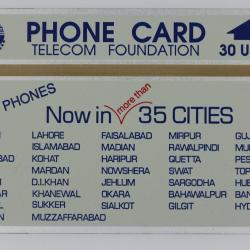 PHONE CARD
TELECOM FOUNDATION 30 U
PHONES
more than
Now in 35 CITIES
LAHORE FAISALABAD MIRPUR
ISLAMABAD MADIAN RAWALPINDI
KOHAT HARIPUR QUETTA
MARDAN NOWSHERA SWAT
D.I.KHAN JEHLUM SARGODHA
KHANEWAL OKARA BAHAWALPUR
SUKKER SIALKOT GILGIT
MUZZAFFARABAD